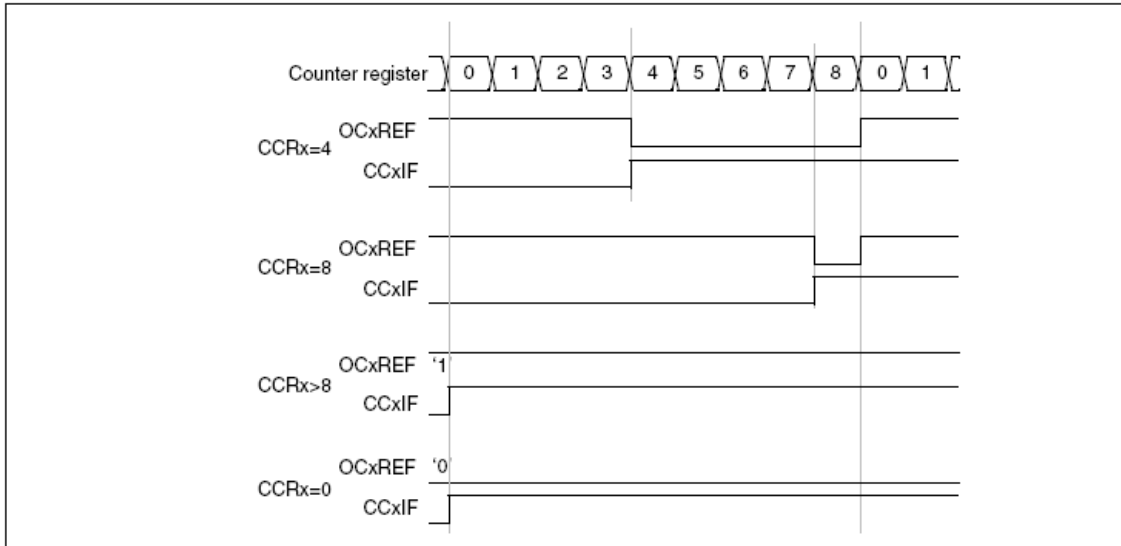 Counter register 0 1 2 3 4 5 6 7 8 0 1
OCxREF
CCRx=4
CCxIF
OCxREF
CCRx=8
CCxIF
OCxREF '1'
CCRx>8
CCxIF
OCxREF '0'
CCRx=0
CCxIF